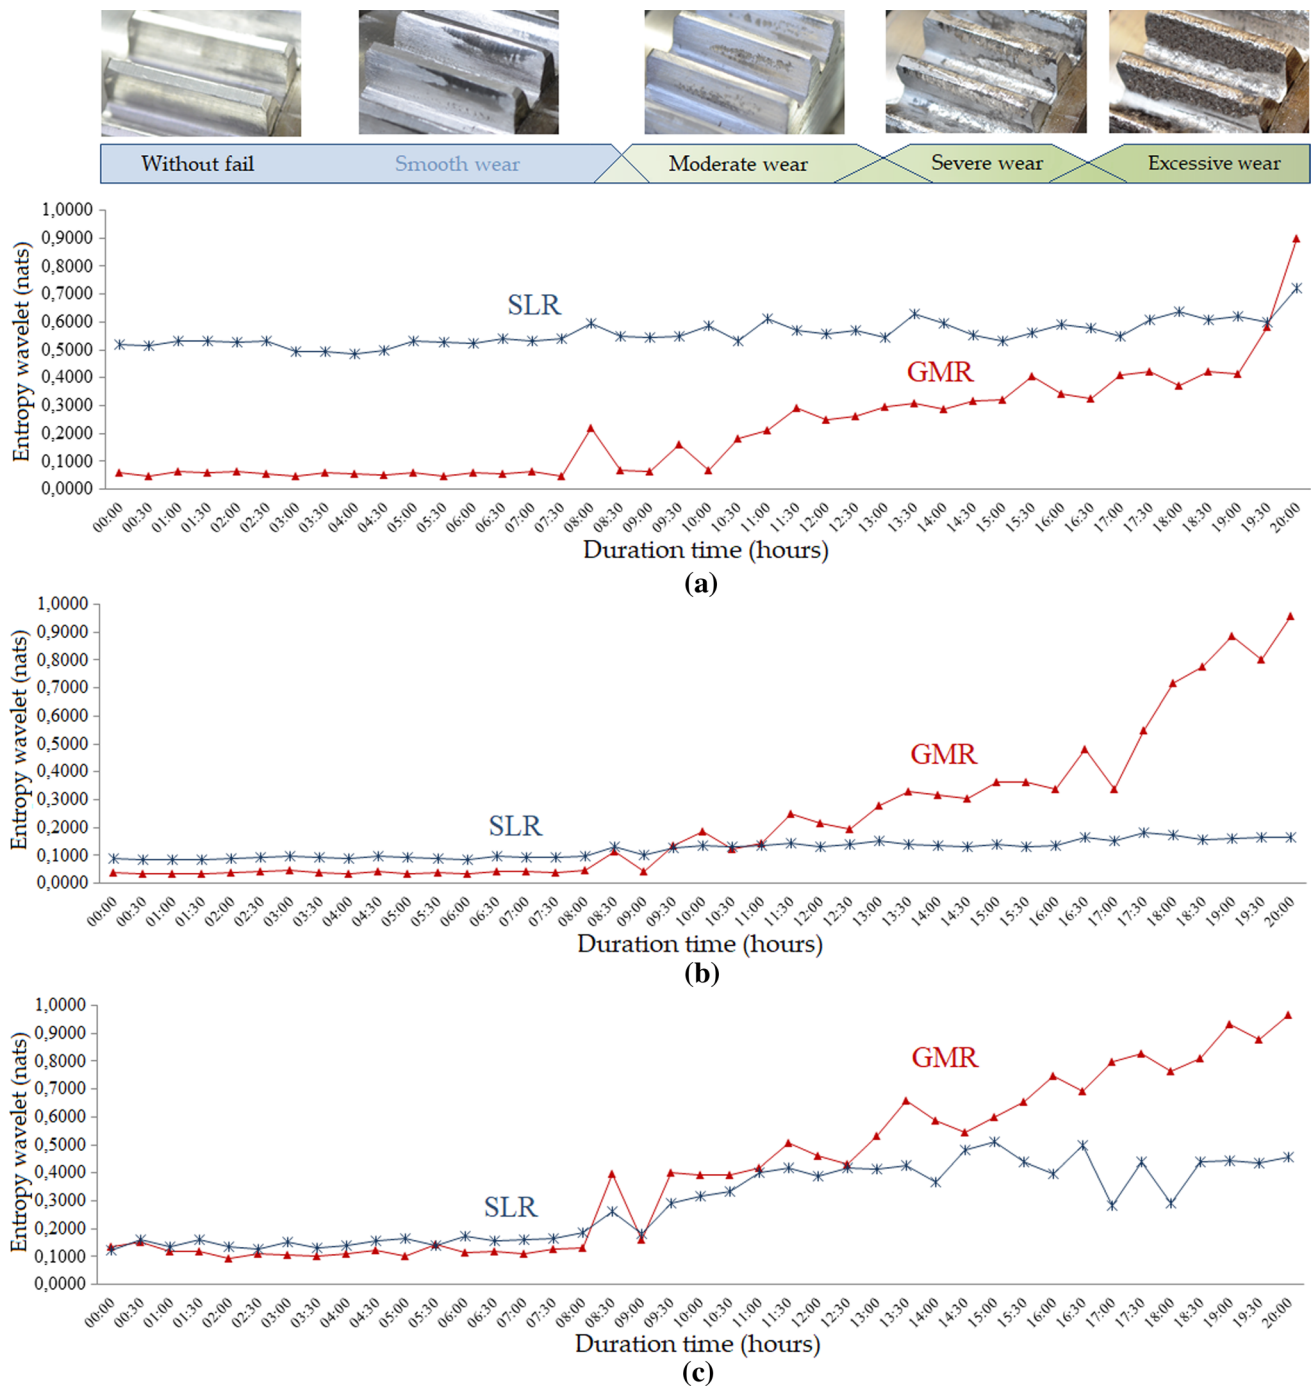 Without fail Smooth wear Moderate wear Severe wear Excessive wear
Entropy wavelet (nats)
1,0000
0,9000
0,8000
0,7000
0,6000
0,5000
0,4000
0,3000
0,2000
0,1000
0,0000
SLR
GMR
00:00 00:30 01:00 01:30 02:00 02:30 03:00 03:30 04:00 04:30 05:00 05:30 06:00 06:30 07:00 07:30 08:00 08:30 09:00 09:30 10:00 10:30 11:00 11:30 12:00 12:30 13:00 13:30 14:00 14:30 15:00 15:30 16:00 16:30 17:00 17:30 18:00 18:30 19:00 19:30 20:00
Duration time (hours)
(a)
Entropy wavelet (nats)
1,0000
0,9000
0,8000
0,7000
0,6000
0,5000
0,4000
0,3000
0,2000
0,1000
0,0000
GMR
SLR
00:00 00:30 01:00 01:30 02:00 02:30 03:00 03:30 04:00 04:30 05:00 05:30 06:00 06:30 07:00 07:30 08:00 08:30 09:00 09:30 10:00 10:30 11:00 11:30 12:00 12:30 13:00 13:30 14:00 14:30 15:00 15:30 16:00 16:30 17:00 17:30 18:00 18:30 19:00 19:30 20:00
Duration time (hours)
(b)
Entropy wavelet (nats)
1,0000
0,9000
0,8000
0,7000
0,6000
0,5000
0,4000
0,3000
0,2000
0,1000
0,0000
GMR
SLR
00:00 00:30 01:00 01:30 02:00 02:30 03:00 03:30 04:00 04:30 05:00 05:30 06:00 06:30 07:00 07:30 08:00 08:30 09:00 09:30 10:00 10:30 11:00 11:30 12:00 12:30 13:00 13:30 14:00 14:30 15:00 15:30 16:00 16:30 17:00 17:30 18:00 18:30 19:00 19:30 20:00
Duration time (hours)
(c)